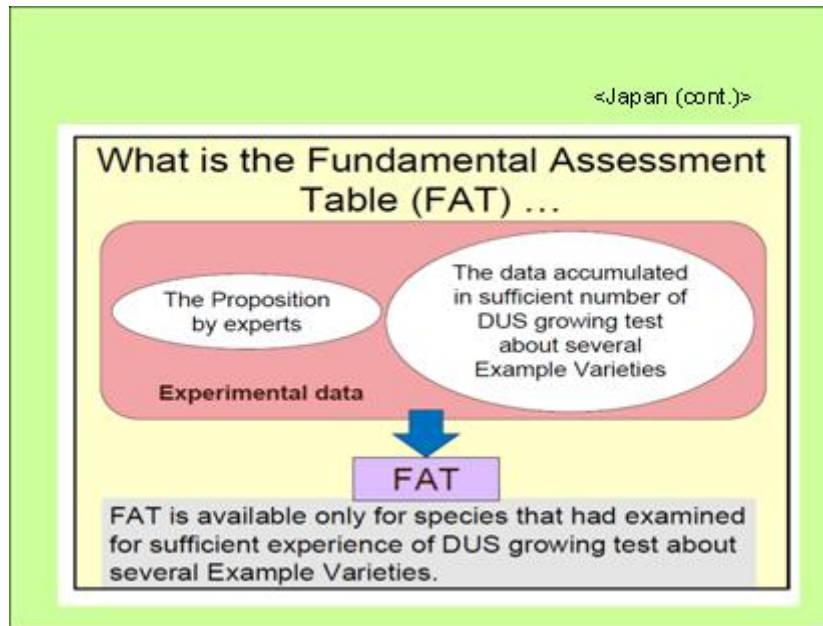 <Japan (cont.)>
What is the Fundamental Assessment
Table (FAT) ...
The Proposition
by experts
The data accumulated
in sufficient number of
DUS growing test
about several
Example Varieties
Experimental data
FAT
FAT is available only for species that had examined
for sufficient experience of DUS growing test about
several Example Varieties.